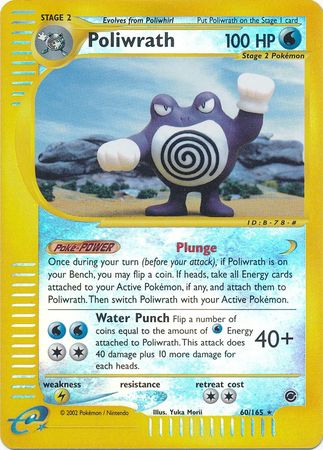 STAGE 2
Evolves from Poliwhirl
Put Poliwrath on the Stage 1 card
Poliwrath
100 HP
Stage 2 Pokémon
ID:B-78-#
Poké-POWER
Plunge
Once during your turn (before your attack), if Poliwrath is on
your Bench, you may flip a coin. If heads, take all Energy cards
attached to your Active Pokémon, if any, and attach them to
Poliwrath. Then switch Poliwrath with your Active Pokémon.
Water Punch Flip a number of
coins equal to the amount of Energy
attached to Poliwrath. This attack does
40 damage plus 10 more damage for
each heads.
40+
weakness
resistance
retreat cost
e
© 2002 Pokémon / Nintendo
Illus. Yuka Morii
60/165 ★